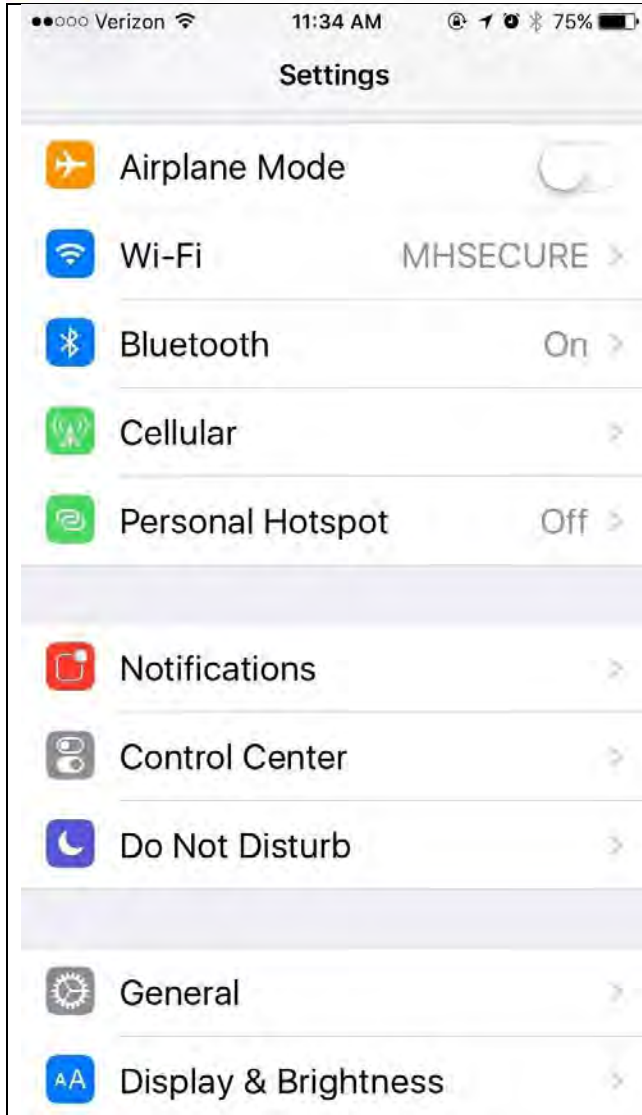 Verizon 11:34 AM 75%
Settings
Airplane Mode
Wi-Fi MHSECURE
Bluetooth On
Cellular
Personal Hotspot Off
Notifications
Control Center
Do Not Disturb
General
AA Display & Brightness